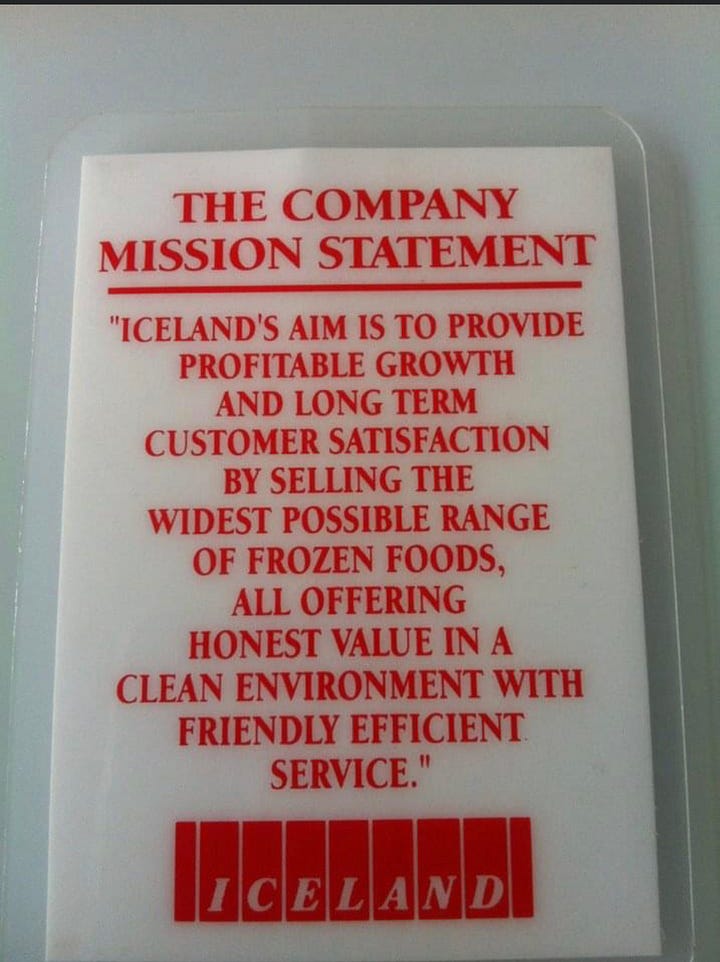 THE COMPANY
MISSION STATEMENT
"ICELAND'S AIM IS TO PROVIDE
PROFITABLE GROWTH
AND LONG TERM
CUSTOMER SATISFACTION
BY SELLING THE
WIDEST POSSIBLE RANGE
OF FROZEN FOODS,
ALL OFFERING
HONEST VALUE IN A
CLEAN ENVIRONMENT WITH
FRIENDLY EFFICIENT
SERVICE."
ICELAND